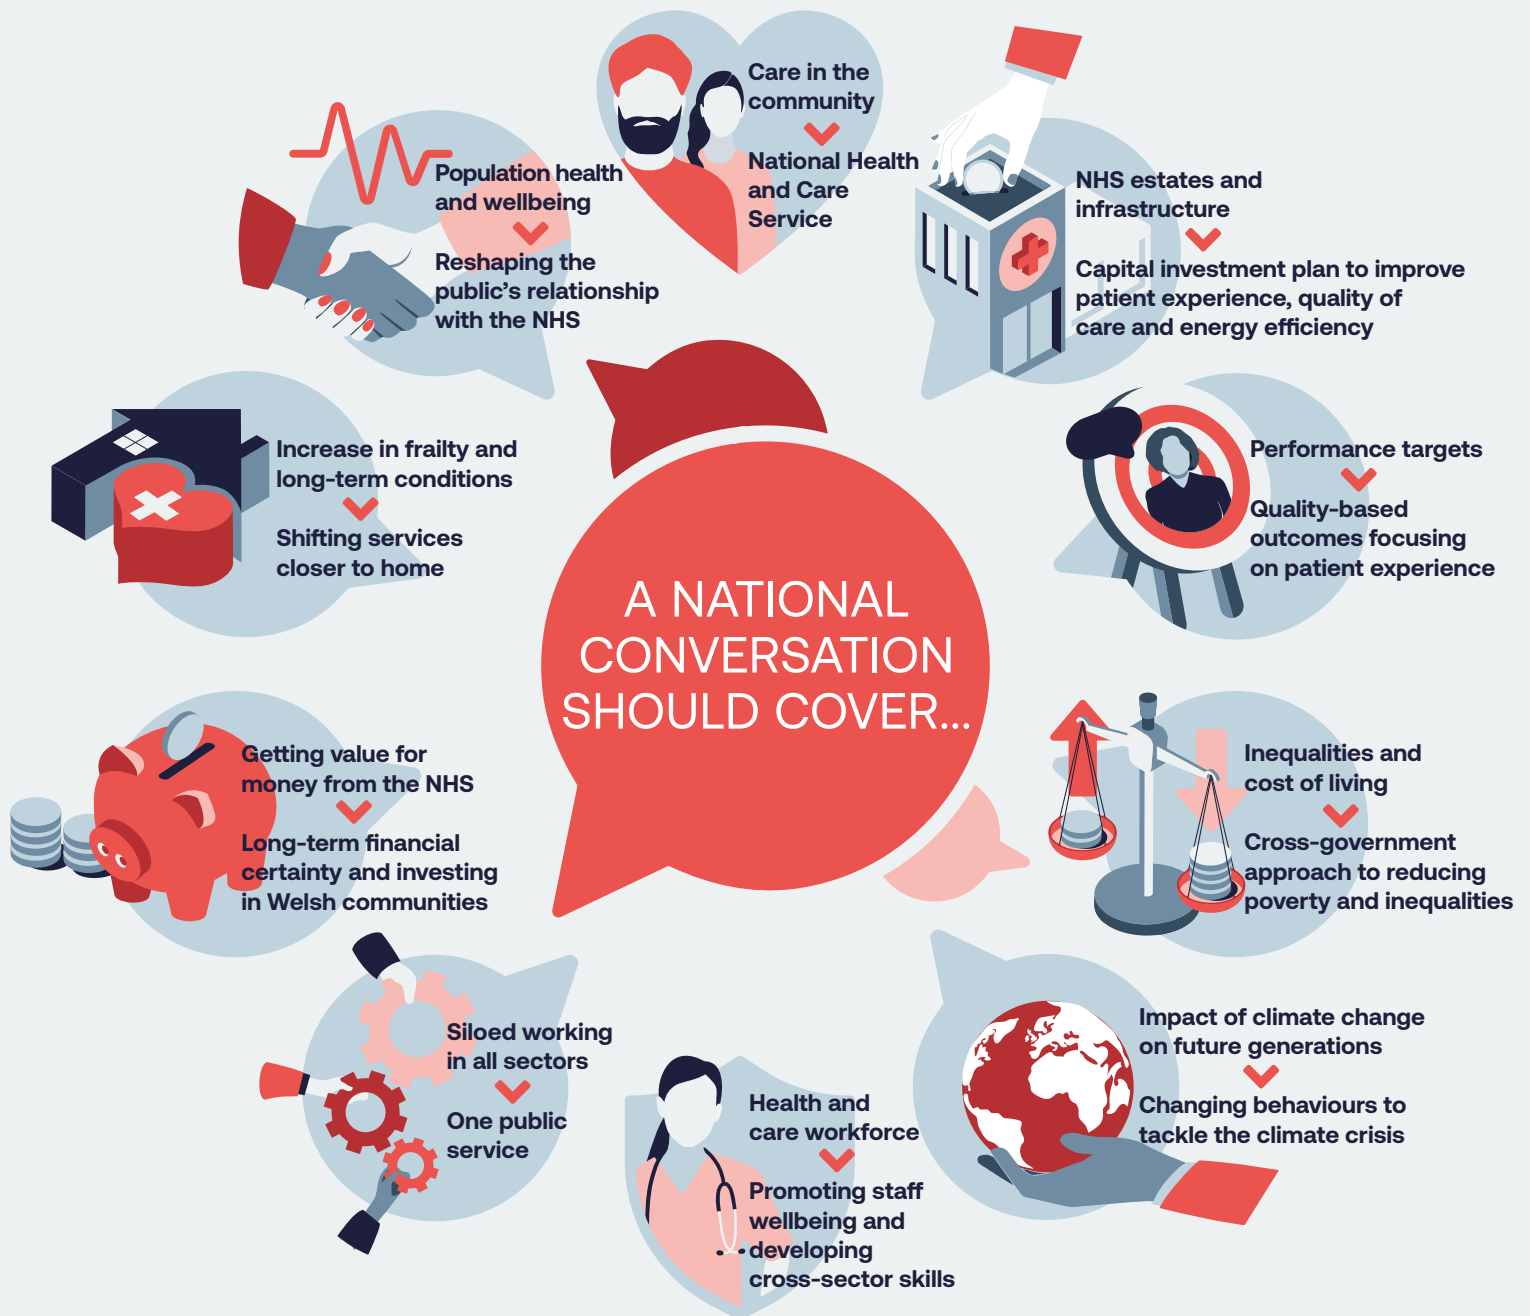 Care in the
community
National Health
and Care
Service
NHS estates and
infrastructure
Capital investment plan to improve
patient experience, quality of
care and energy efficiency
Performance targets
Quality-based
outcomes focusing
on patient experience
Inequalities and
cost of living
Cross-government
approach to reducing
poverty and inequalities
Impact of climate change
on future generations
Changing behaviours to
tackle the climate crisis
Health and
care workforce
Promoting staff
wellbeing and
developing
cross-sector skills
Siloed working
in all sectors
One public
service
Getting value for
money from the NHS
Long-term financial
certainty and investing
in Welsh communities
Increase in frailty and
long-term conditions
Shifting services
closer to home
Population health
and wellbeing
Reshaping the
public’s relationship
with the NHS
A NATIONAL
CONVERSATION
SHOULD COVER...